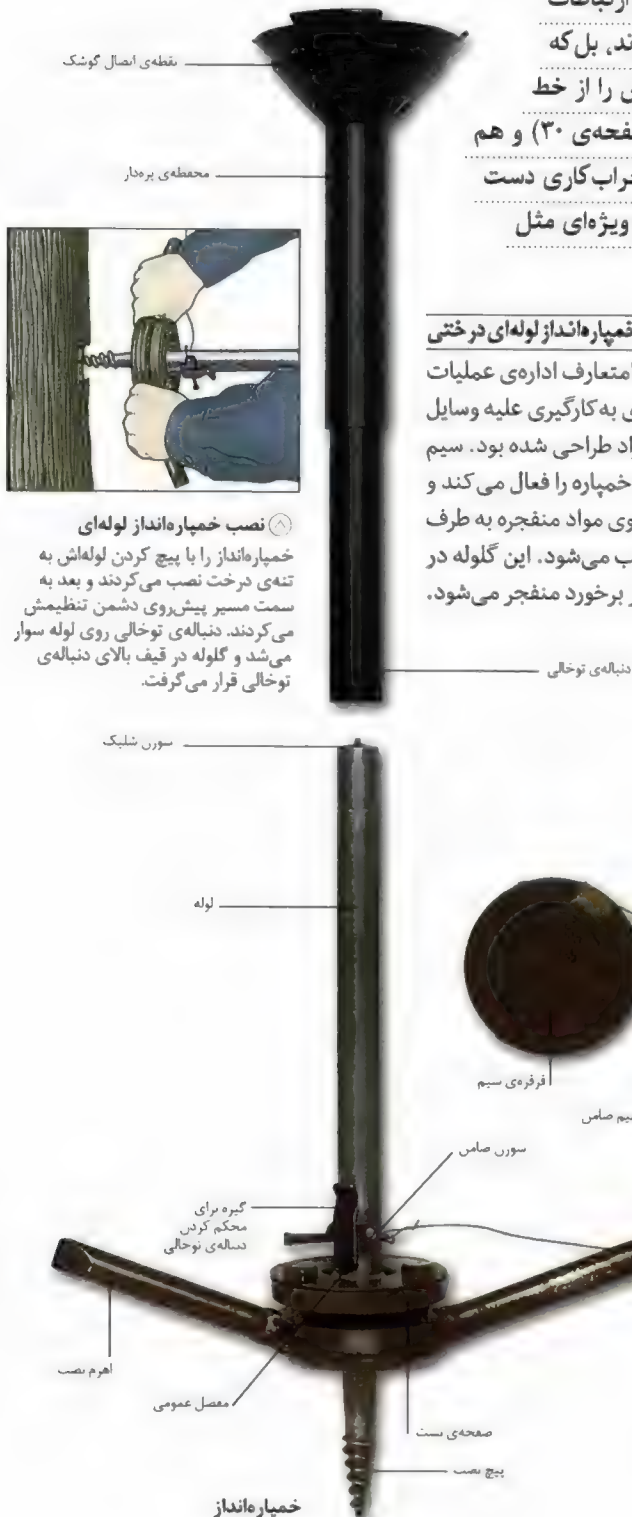 ارتباطات
ند، بل‌که
ی را از خط
صفحه‌ی ۳۰) و هم
خراب‌کاری دست
ویژه‌ای مثل
نقطه‌ی اتصال گوشک
محفظه‌ی پره‌دار
خمپاره‌انداز لوله‌ای درختی
نامتعارف اداره‌ی عملیات
ی به‌کارگیری علیه وسایل
طراحی شده بود. سیم
خمپاره را فعال می‌کند و
وی مواد منفجره به طرف
ب می‌شود. این گلوله در
ر برخورد منفجر می‌شود.
نصب خمپاره‌انداز لوله‌ای
خمپاره‌انداز را با پیچ کردن لوله‌اش به
تنه‌ی درخت نصب می‌کردند و بعد به
سمت مسیر پیش‌روی دشمن تنظیمش
می‌کردند. دنباله‌ی توخالی روی لوله سوار
می‌شد و گلوله در قیف بالای دنباله‌ی
توخالی قرار می‌گرفت.
دنباله‌ی توخالی
سوزن شلیک
لوله
قرقره‌ی سیم
سیم ضامن
سوزن ضامن
گیره برای
محکم کردن
دنباله‌ی توخالی
اهرم نصب
مفصل عمومی
صفحه‌ی بست
پیچ نصب
خمپاره‌انداز